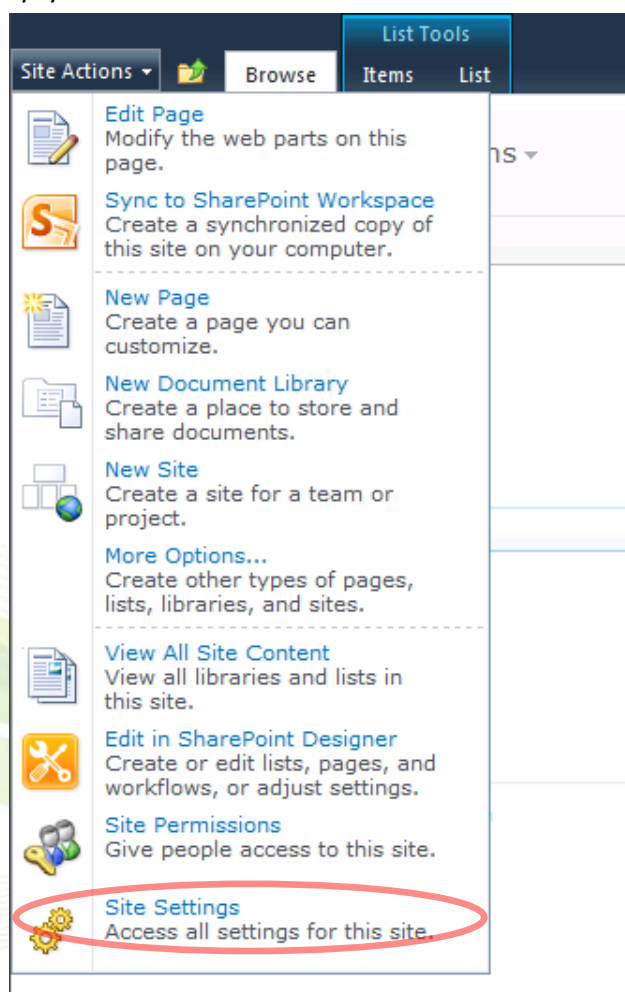 List Tools
Site Actions Browse Items List
Edit Page
Modify the web parts on this
page.
Sync to SharePoint Workspace
Create a synchronized copy of
this site on your computer.
New Page
Create a page you can
customize.
New Document Library
Create a place to store and
share documents.
New Site
Create a site for a team or
project.
More Options...
Create other types of pages,
lists, libraries, and sites.
View All Site Content
View all libraries and lists in
this site.
Edit in SharePoint Designer
Create or edit lists, pages, and
workflows, or adjust settings.
Site Permissions
Give people access to this site.
Site Settings
Access all settings for this site.